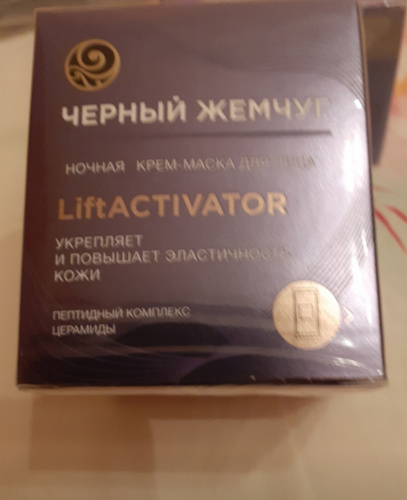 ЧЕРНЫЙ ЖЕМЧУГ
НОЧНАЯ КРЕМ-МАСКА ДЛЯ ЛИЦА
LiftACTIVATOR
УКРЕПЛЯЕТ
И ПОВЫШАЕТ ЭЛАСТИЧНОСТЬ
КОЖИ
ПЕПТИДНЫЙ КОМПЛЕКС
ЦЕРАМИДЫ